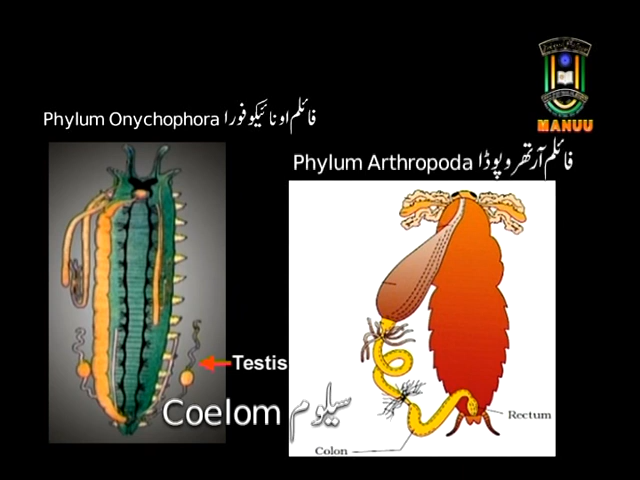 MANUU
Phylum Onychophora فائلم اونائیکوفورا
Phylum Arthropoda فائلم آرتھروپوڈا
Testis
Coelom سیلوم
Rectum
Colon